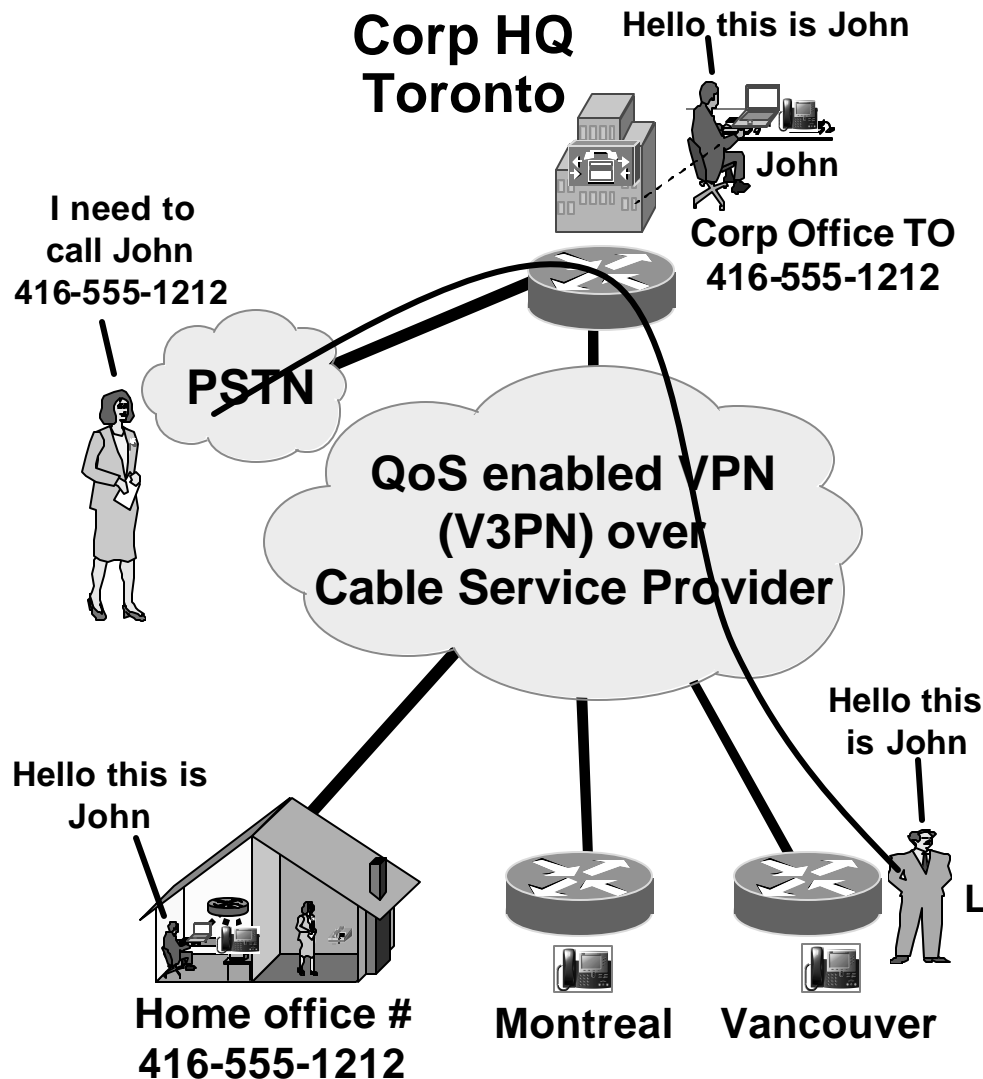 Corp HQ
Toronto
Hello this is John
John
Corp Office TO
416-555-1212
I need to
call John
416-555-1212
PSTN
QoS enabled VPN
(V3PN) over
Cable Service Provider
Hello this
is John
Hello this is
John
L
Home office #
416-555-1212
Montreal
Vancouver